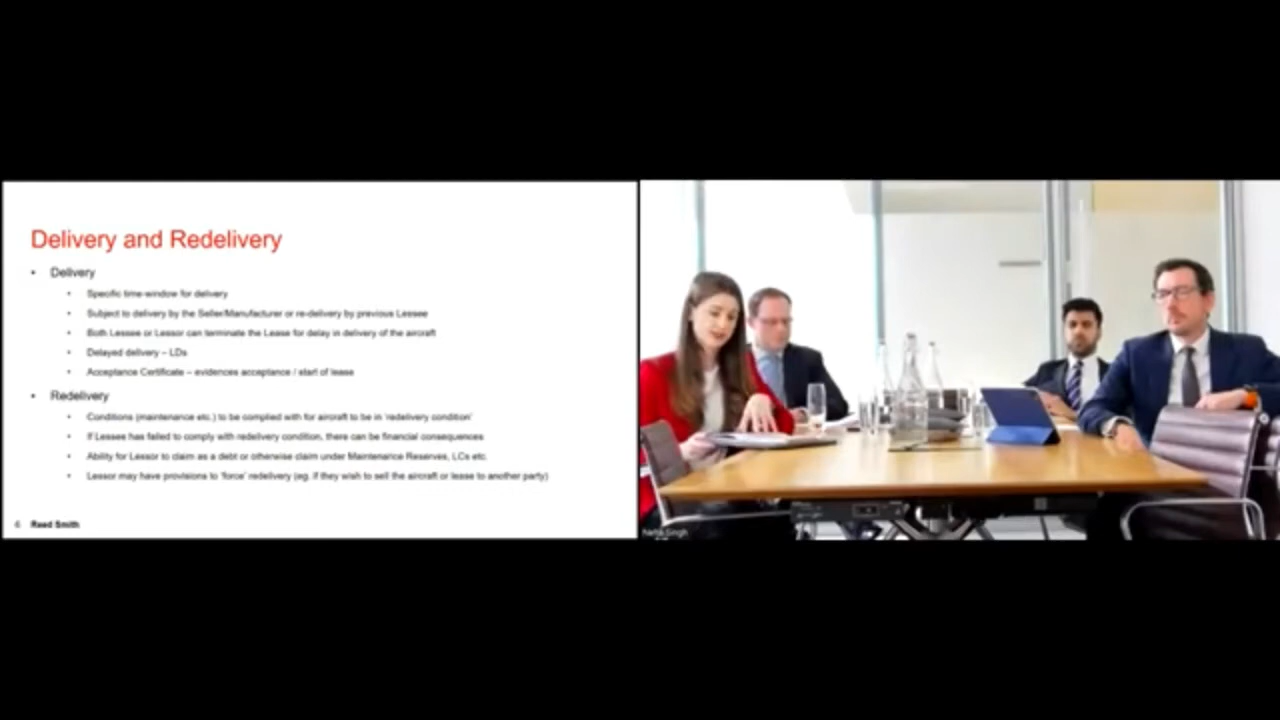 Delivery and Redelivery
• Delivery
• Specific time-window for delivery
• Subject to delivery by the Seller/Manufacturer or re-delivery by previous Lessee
• Both Lessee or Lessor can terminate the Lease for delay in delivery of the aircraft
• Delayed delivery – LDs
• Acceptance Certificate – evidences acceptance / start of lease
• Redelivery
• Conditions (maintenance etc.) to be complied with for aircraft to be in 'redelivery condition'
• If Lessee has failed to comply with redelivery condition, there can be financial consequences
• Ability for Lessor to claim as a debt or otherwise claim under Maintenance Reserves, LCs etc.
• Lessor may have provisions to 'force' redelivery (eg. if they wish to sell the aircraft or lease to another party)
6 Reed Smith
Singh